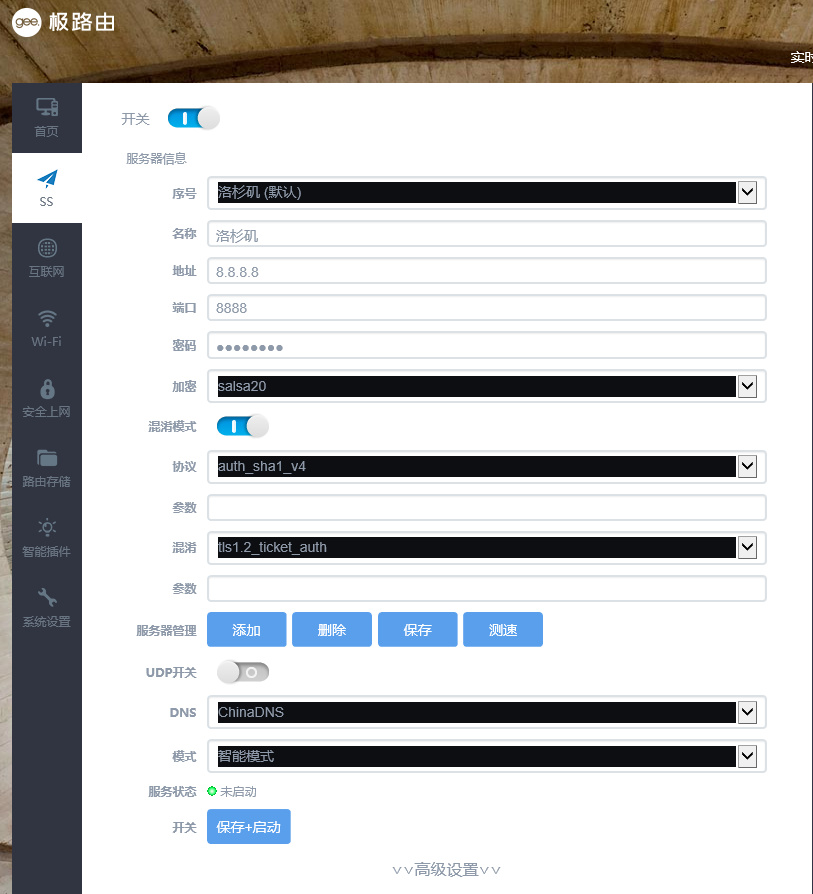 gee. 极路由
实时
首页
SS
互联网
Wi-Fi
安全上网
路由存储
智能插件
系统设置
开关
服务器信息
序号 洛杉矶 (默认)
名称 洛杉矶
地址 8.8.8.8
端口 8888
密码 ●●●●●●●●
加密 salsa20
混淆模式
协议 auth_sha1_v4
参数
混淆 tls1.2_ticket_auth
参数
服务器管理 添加 删除 保存 测速
UDP开关
DNS ChinaDNS
模式 智能模式
服务状态 未启动
开关 保存+启动
˅˅高级设置˅˅